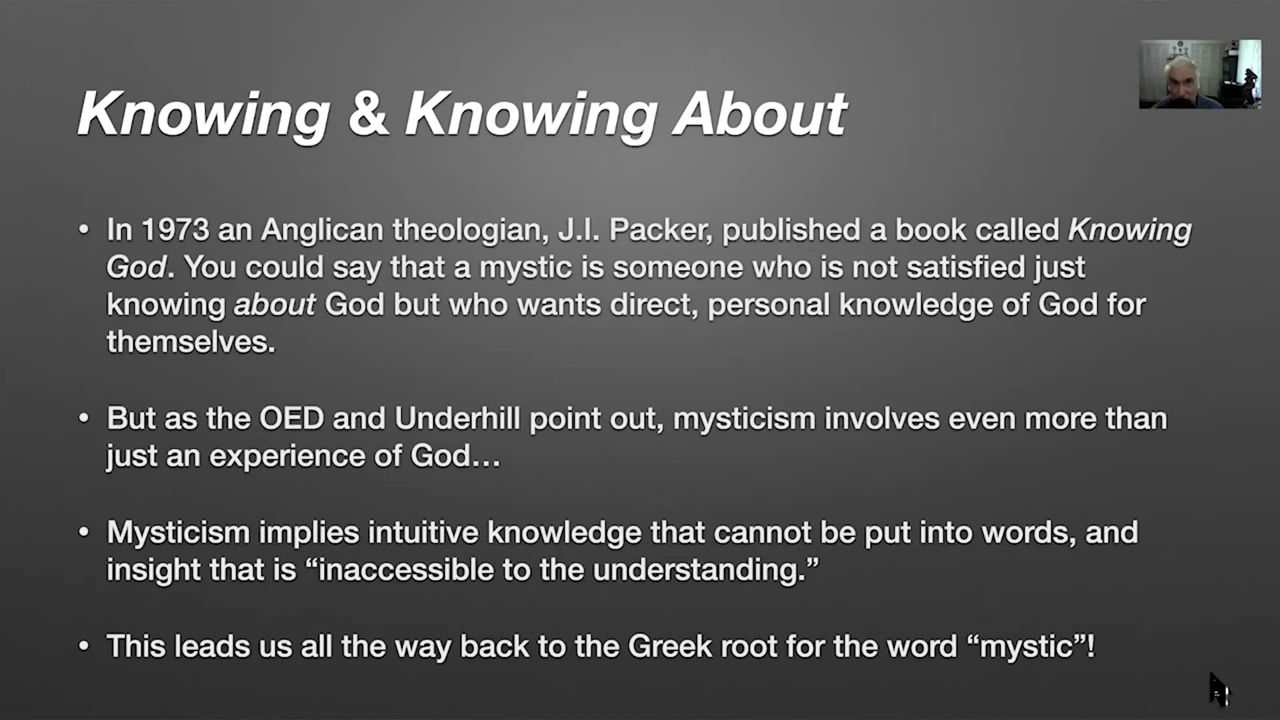 Knowing & Knowing About
• In 1973 an Anglican theologian, J.I. Packer, published a book called Knowing
God. You could say that a mystic is someone who is not satisfied just
knowing about God but who wants direct, personal knowledge of God for
themselves.
• But as the OED and Underhill point out, mysticism involves even more than
just an experience of God…
• Mysticism implies intuitive knowledge that cannot be put into words, and
insight that is “inaccessible to the understanding.”
• This leads us all the way back to the Greek root for the word “mystic”!